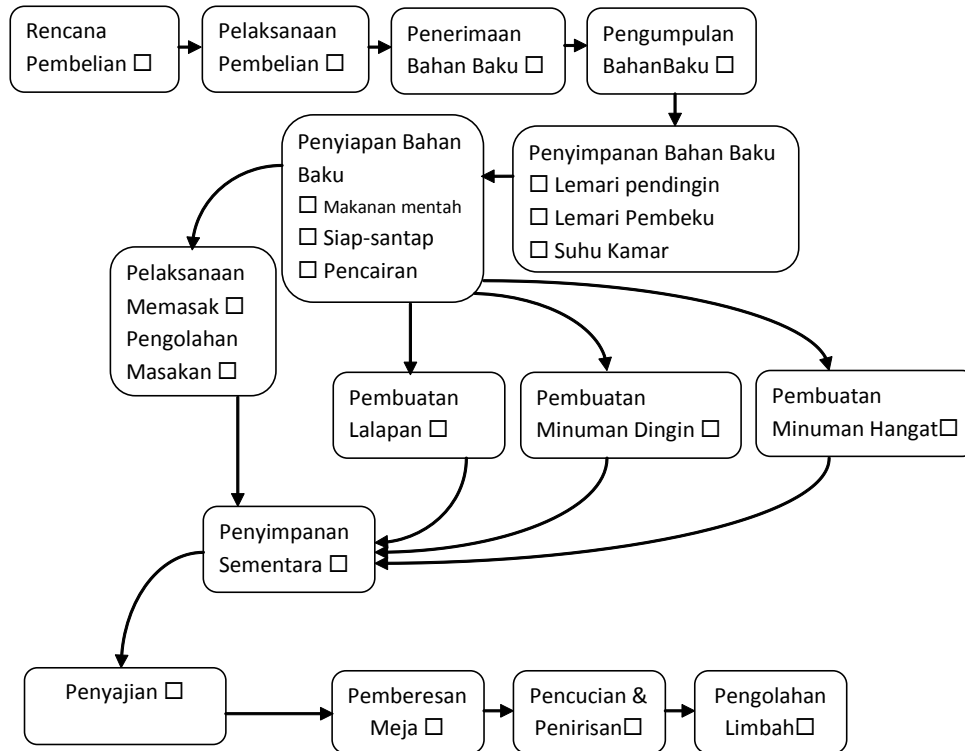 Rencana
Pembelian ☐
Pelaksanaan
Pembelian ☐
Penerimaan
Bahan Baku ☐
Pengumpulan
BahanBaku ☐
Penyimpanan Bahan Baku
☐ Lemari pendingin
☐ Lemari Pembeku
☐ Suhu Kamar
Penyiapan Bahan
Baku
☐ Makanan mentah
☐ Siap-santap
☐ Pencairan
Pelaksanaan
Memasak ☐
Pengolahan
Masakan ☐
Pembuatan
Lalapan ☐
Pembuatan
Minuman Dingin ☐
Pembuatan
Minuman Hangat☐
Penyimpanan
Sementara ☐
Penyajian ☐
Pemberesan
Meja ☐
Pencucian &
Penirisan☐
Pengolahan
Limbah☐